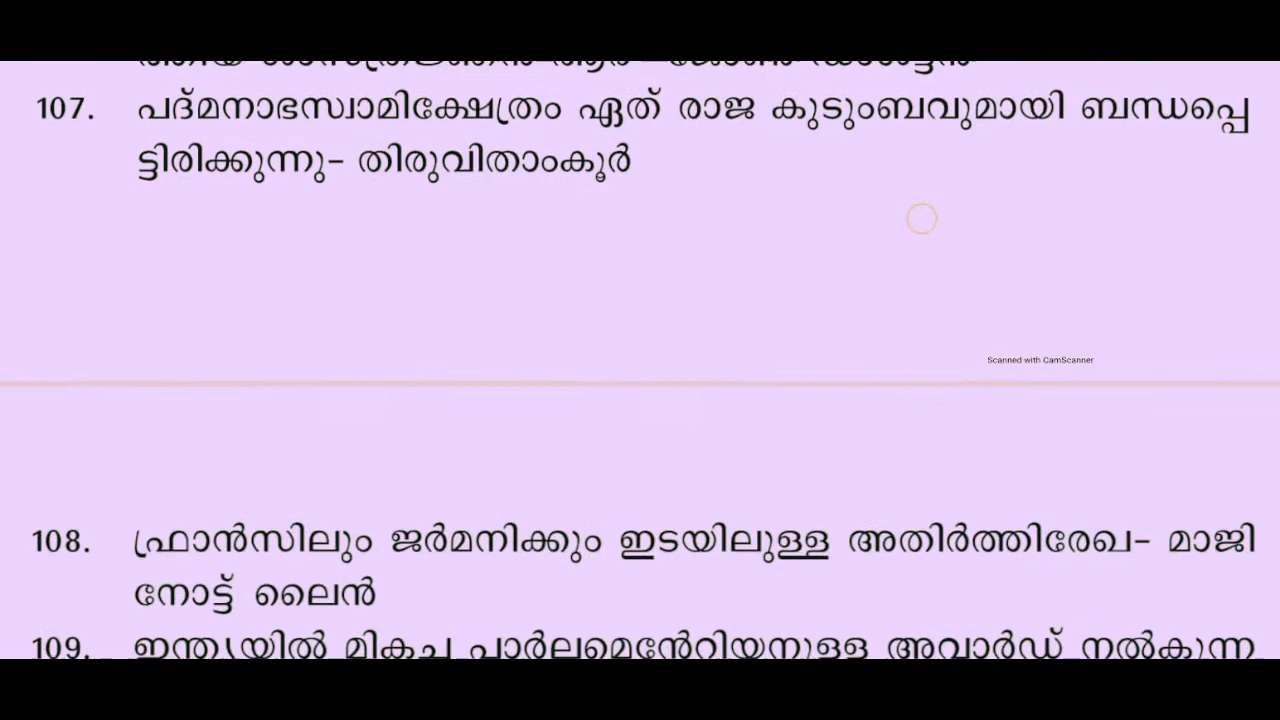 107. പദ്മനാഭസ്വാമിക്ഷേത്രം ഏത് രാജ കുടുംബവുമായി ബന്ധപ്പെ
ട്ടിരിക്കുന്നു- തിരുവിതാംകൂർ
Scanned with CamScanner
108. ഫ്രാൻസിലും ജർമനിക്കും ഇടയിലുള്ള അതിർത്തിരേഖ- മാജി
നോട്ട് ലൈൻ
109. ഇന്ത്യയിൽ മികച്ച പാർലമെന്റേറിയനുള്ള അവാർഡ് നൽകുന്ന